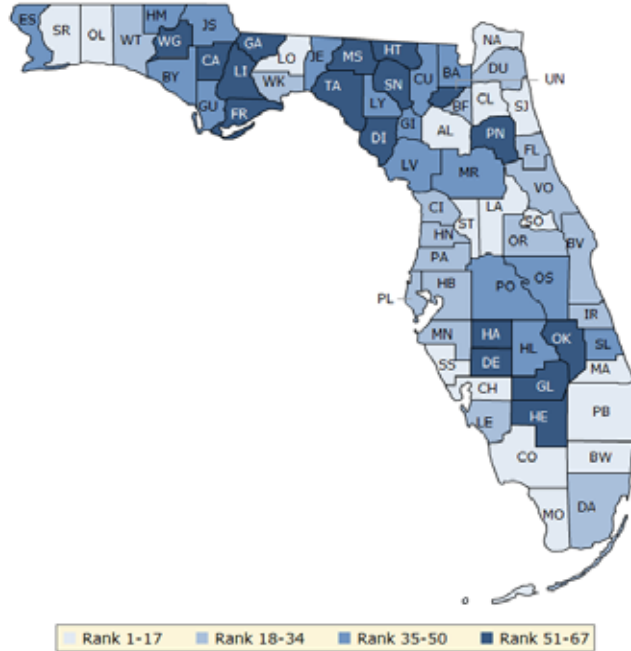 ES
SR
OL
WT
HM
WG
BY
JS
CA
GU
GA
LI
FR
LO
WK
JE
MS
TA
HT
SN
LY
DI
CU
GI
LV
BA
UN
BF
NA
DU
CL
SJ
AL
PN
FL
MR
VO
CI
ST
LA
SO
HN
OR
BV
PA
PL
HB
PO
OS
IR
MN
HA
HL
OK
SL
SS
DE
MA
CH
GL
PB
LE
HE
CO
BW
MO
DA
Rank 1-17 Rank 18-34 Rank 35-50 Rank 51-67